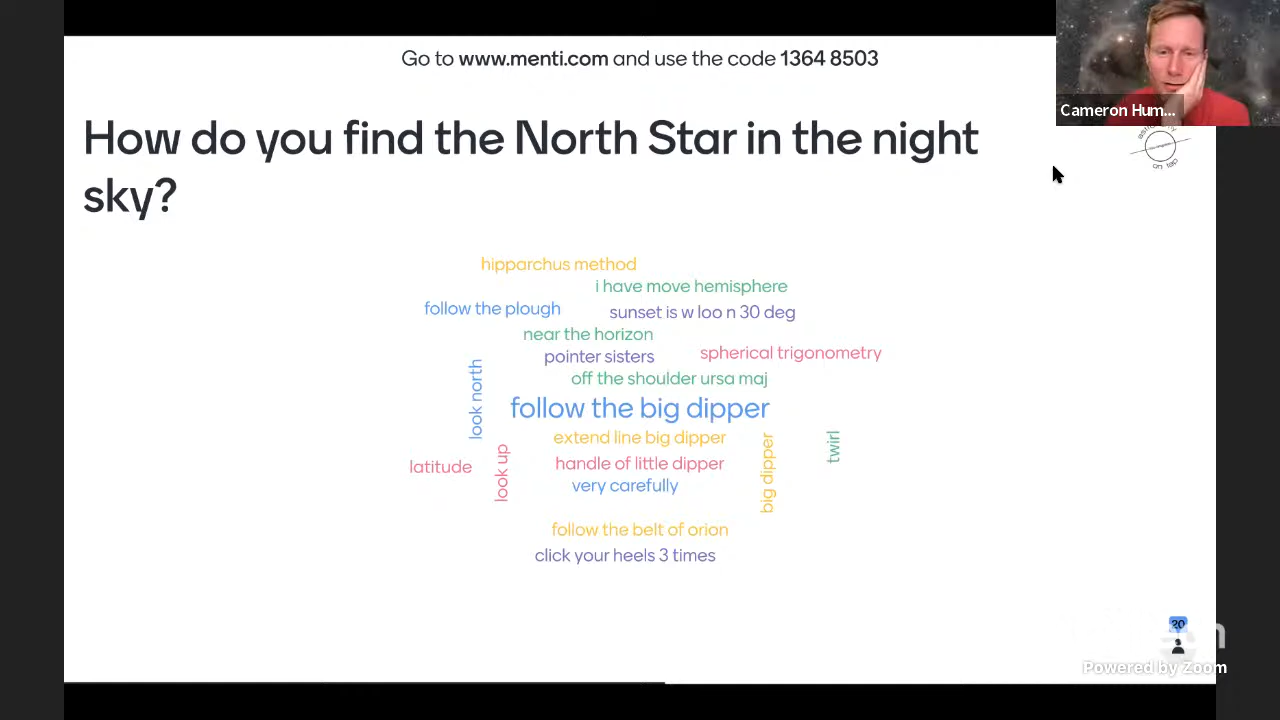 Go to www.menti.com and use the code 1364 8503
Cameron Hum...
How do you find the North Star in the night
sky?
on tap
hipparchus method
i have move hemisphere
follow the plough
sunset is w loo n 30 deg
near the horizon
pointer sisters
spherical trigonometry
off the shoulder ursa maj
look north
follow the big dipper
extend line big dipper
big dipper
twirl
latitude
look up
handle of little dipper
very carefully
follow the belt of orion
click your heels 3 times
20
Powered by Zoom